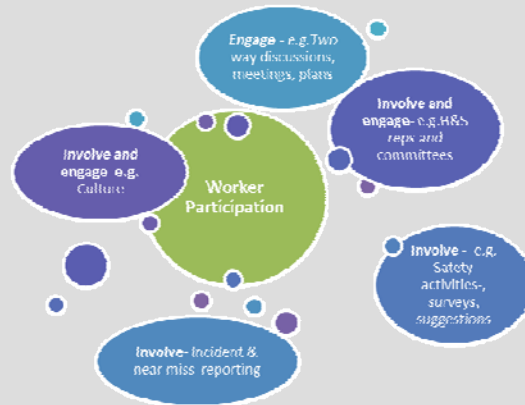 Engage - e.g.Two
way discussions,
meetings, plans
Involve and
engage- e.g.H&S
reps and
committees
Involve and
engage e.g.
Culture
Worker
Participation
Involve - e.g.
Safety
activities-,
surveys,
suggestions
Involve- Incident &
near miss reporting